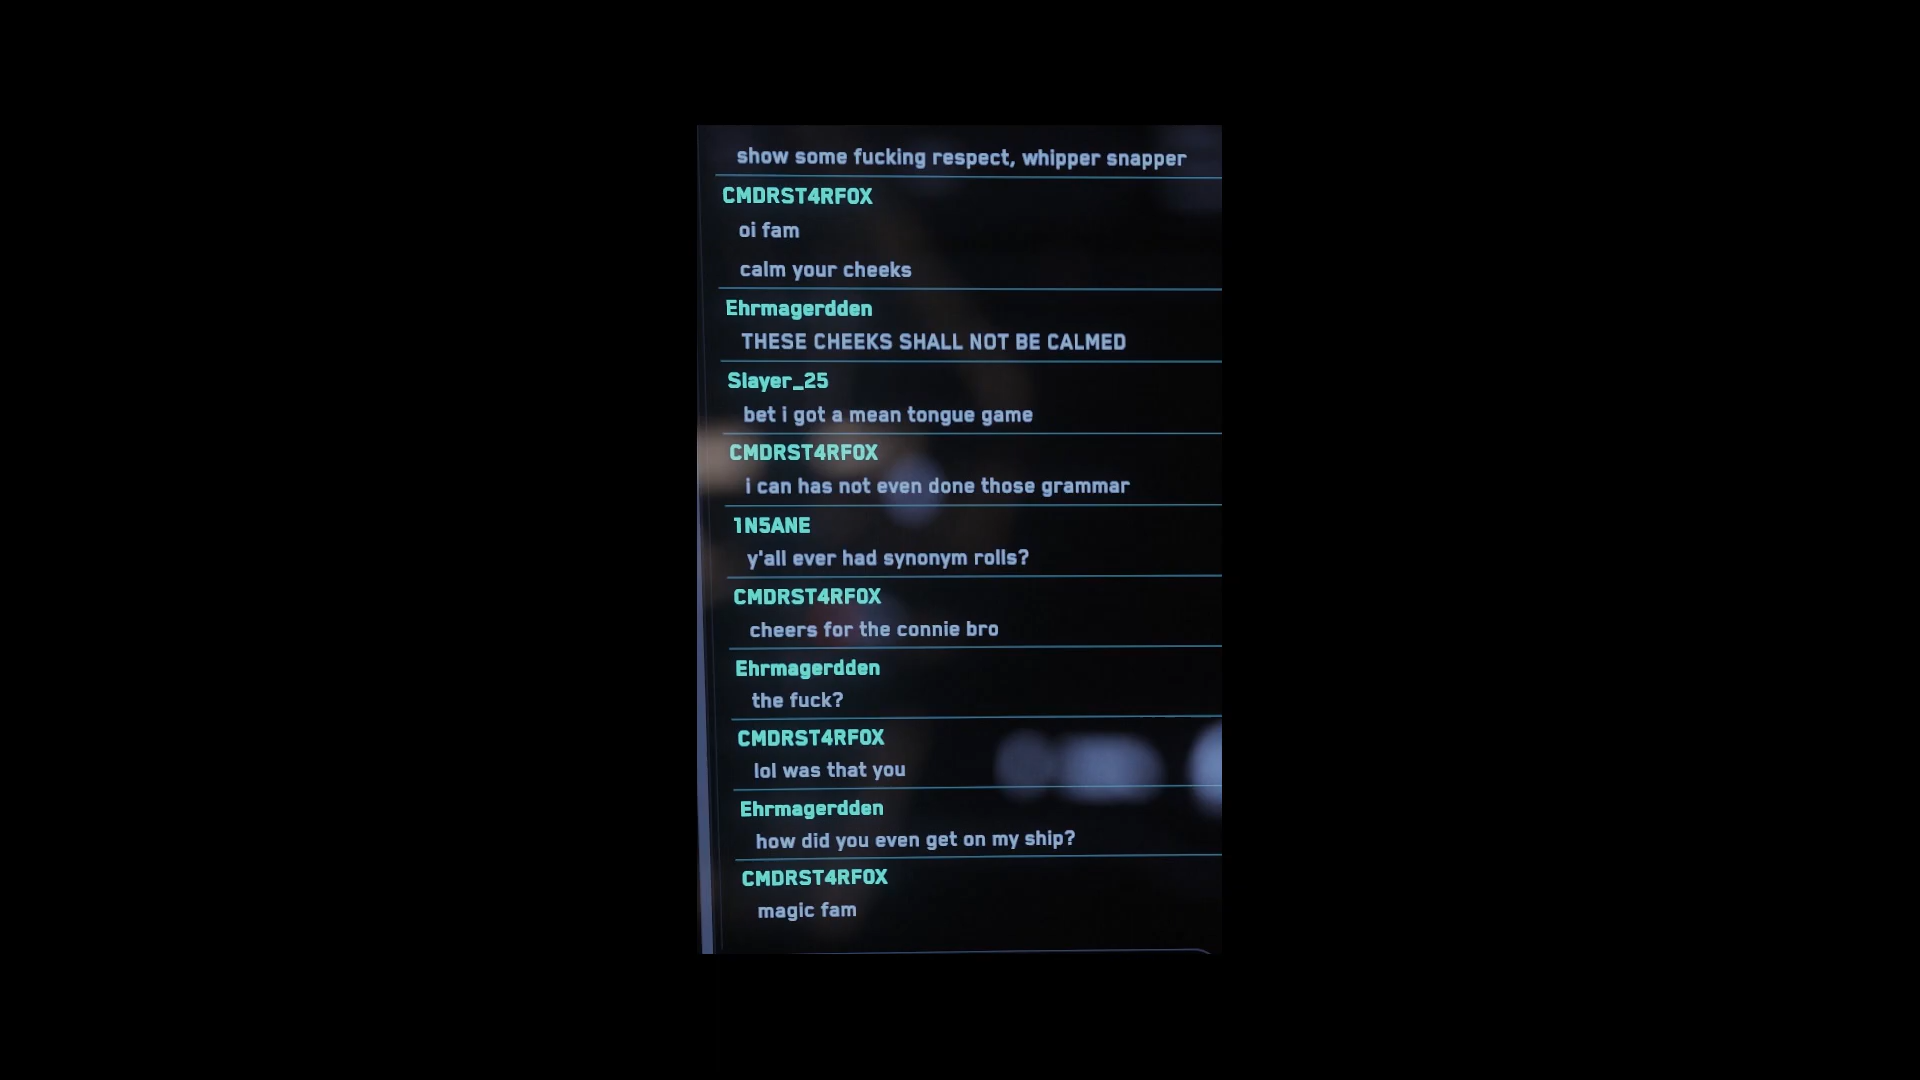 show some fucking respect, whipper snapper
CMDRST4RFOX
oi fam
calm your cheeks
Ehrmagerdden
THESE CHEEKS SHALL NOT BE CALMED
Slayer_25
bet i got a mean tongue game
CMDRST4RFOX
i can has not even done those grammar
1N5ANE
y'all ever had synonym rolls?
CMDRST4RFOX
cheers for the connie bro
Ehrmagerdden
the fuck?
CMDRST4RFOX
lol was that you
Ehrmagerdden
how did you even get on my ship?
CMDRST4RFOX
magic fam